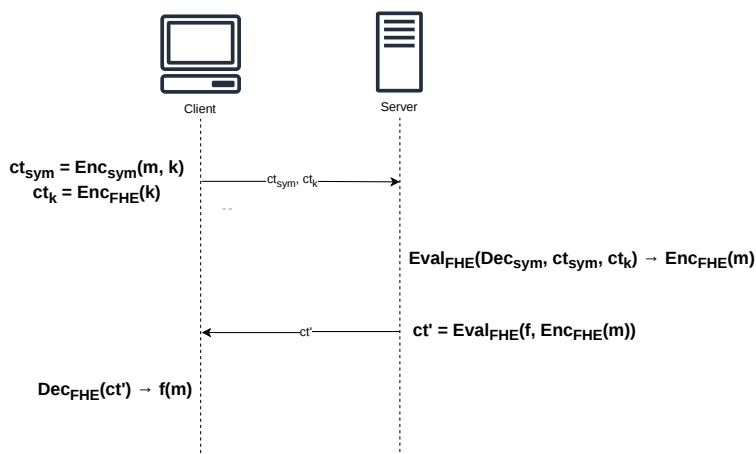 Client
Server
ct_sym = Enc_sym(m, k)
ct_k = Enc_FHE(k)
ct_sym, ct_k
--
Eval_FHE(Dec_sym, ct_sym, ct_k) → Enc_FHE(m)
ct'
ct' = Eval_FHE(f, Enc_FHE(m))
Dec_FHE(ct') → f(m)